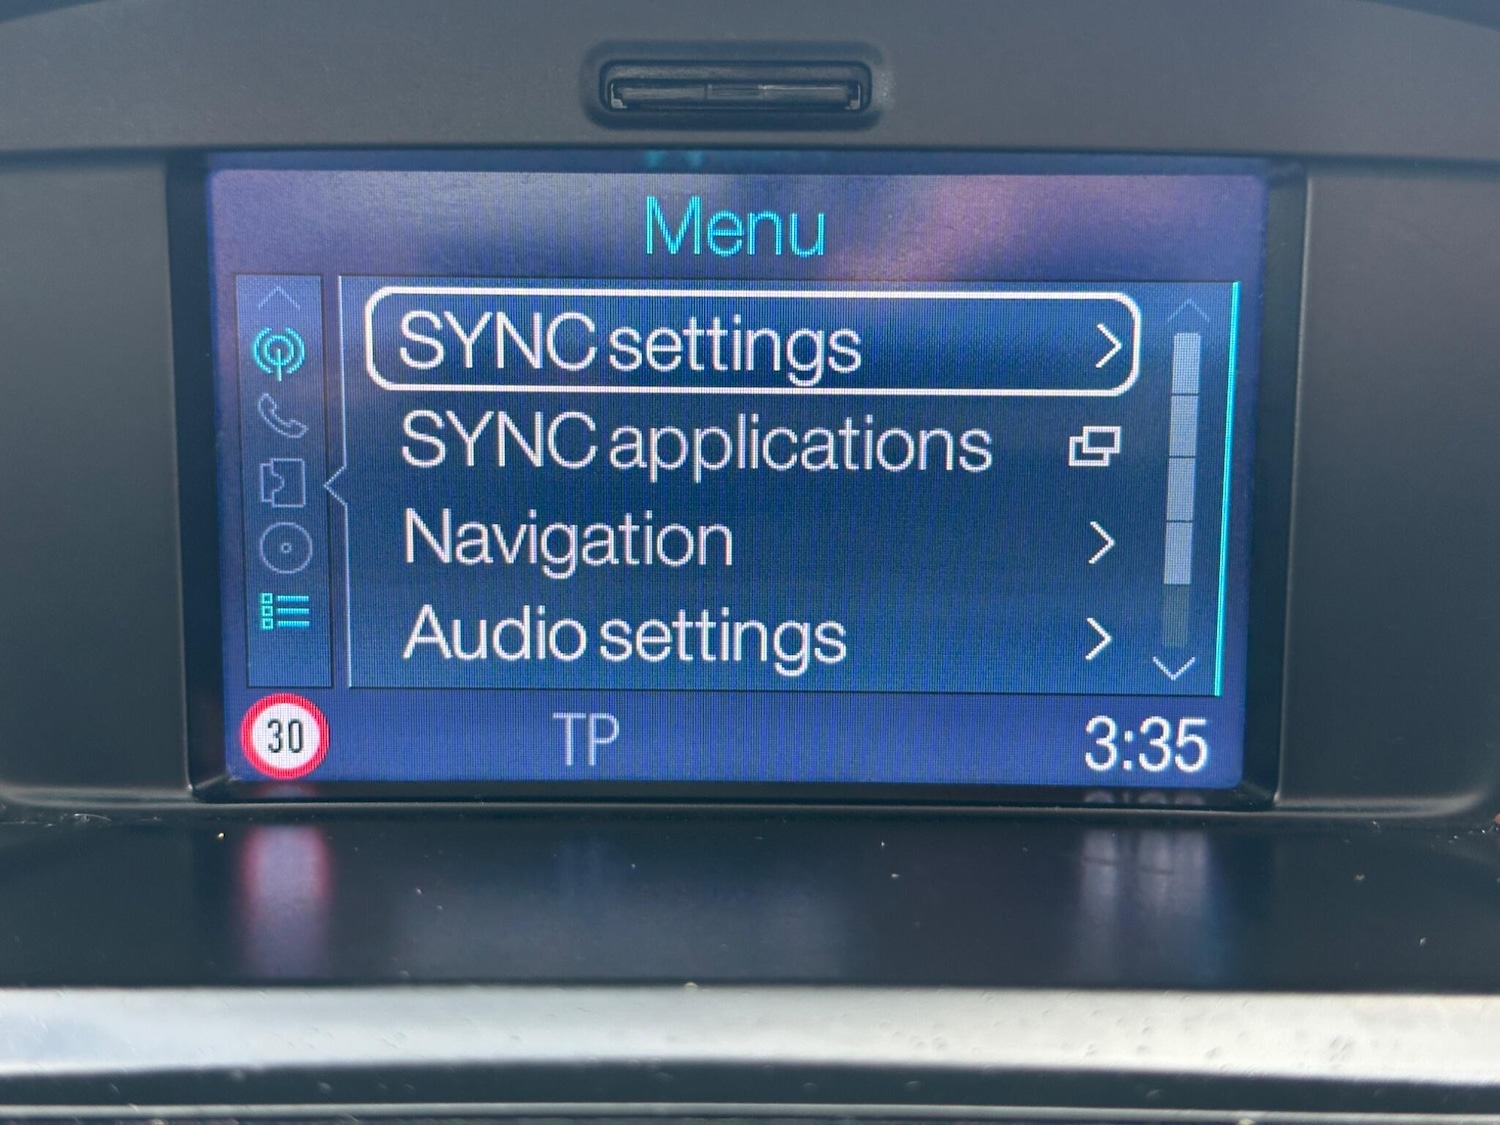 Menu
SYNC settings
SYNC applications
Navigation
Audio settings
30 TP 3:35